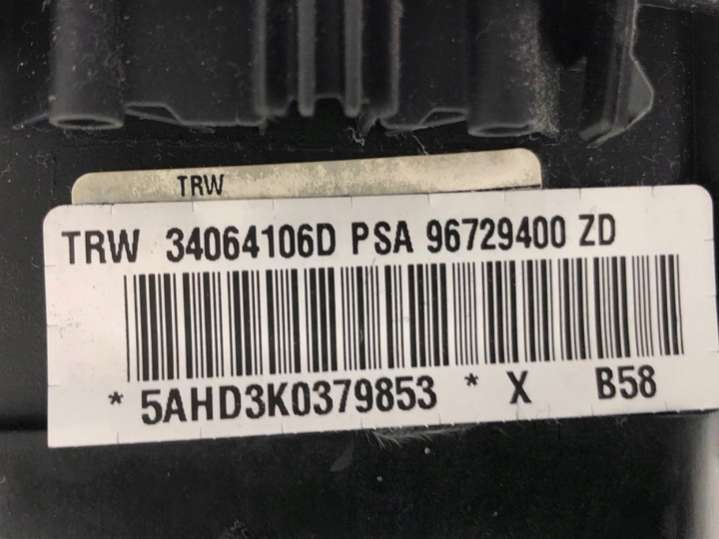 TRW
TRW 34064106D PSA 96729400 ZD
* 5AHD3K0379853 * X B58